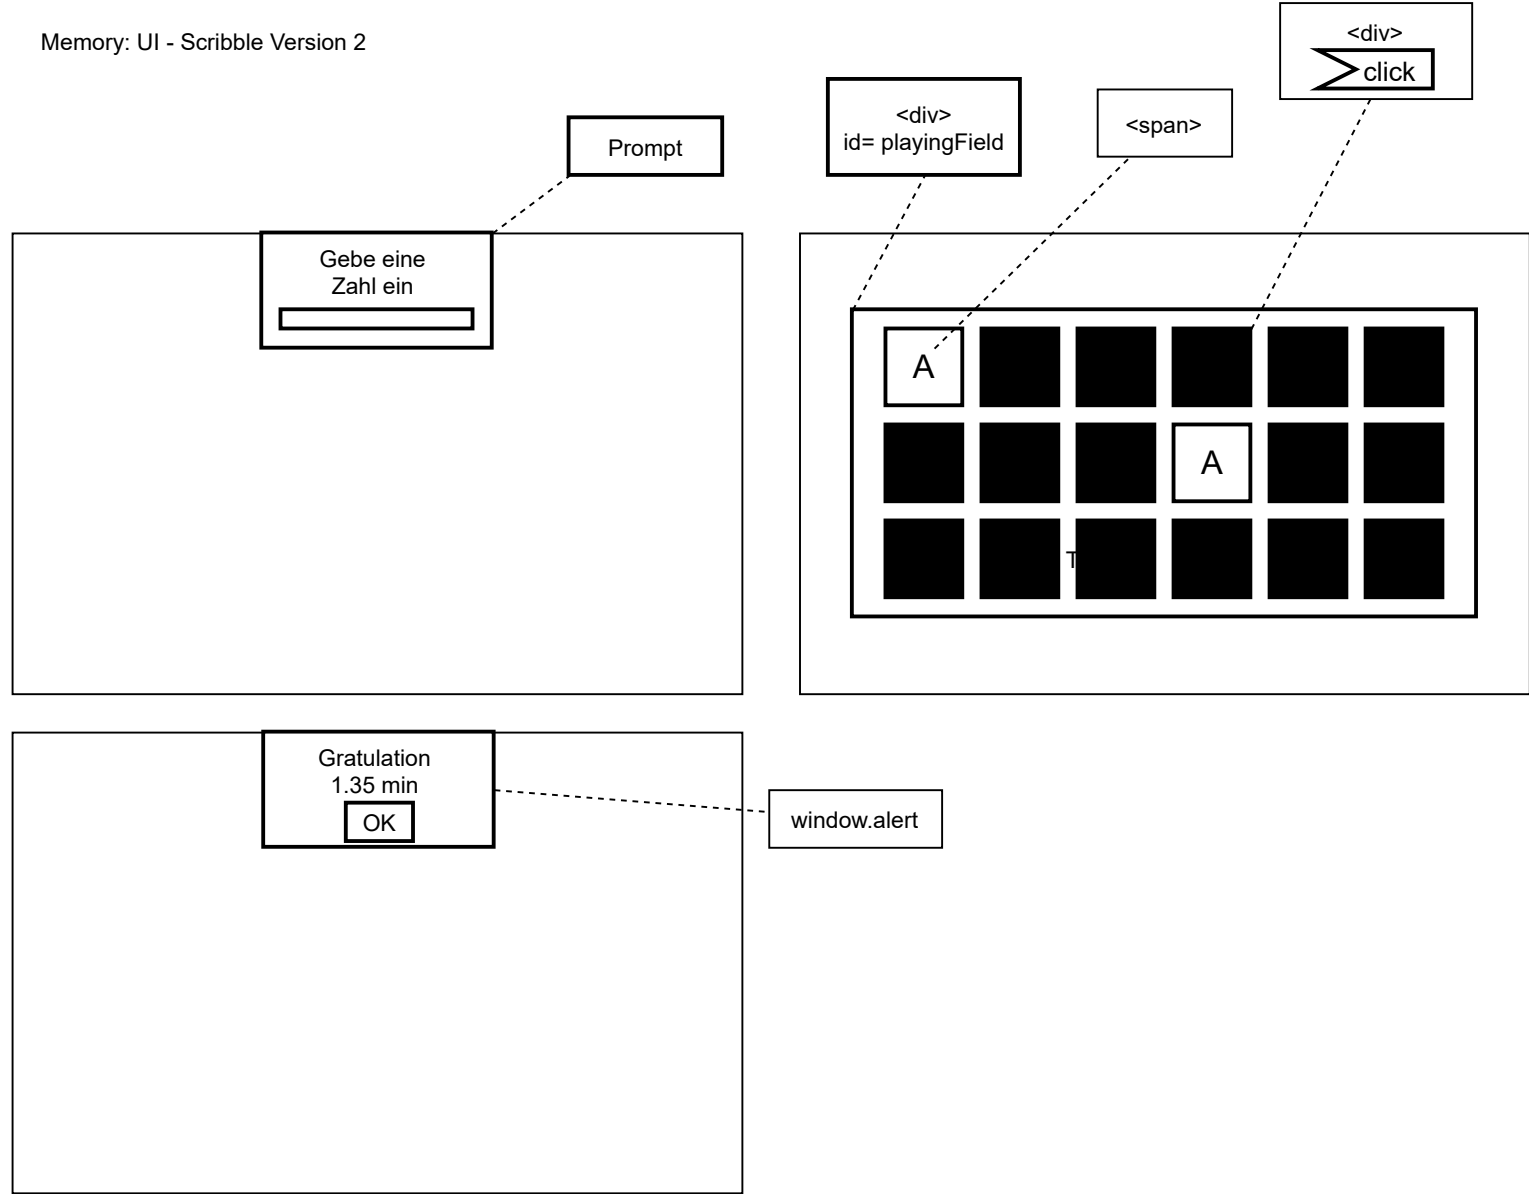 Memory: UI - Scribble Version 2
<div>
click
<div>
id= playingField
<span>
Prompt
Gebe eine
Zahl ein
A
A
T
Gratulation
1.35 min
OK
window.alert